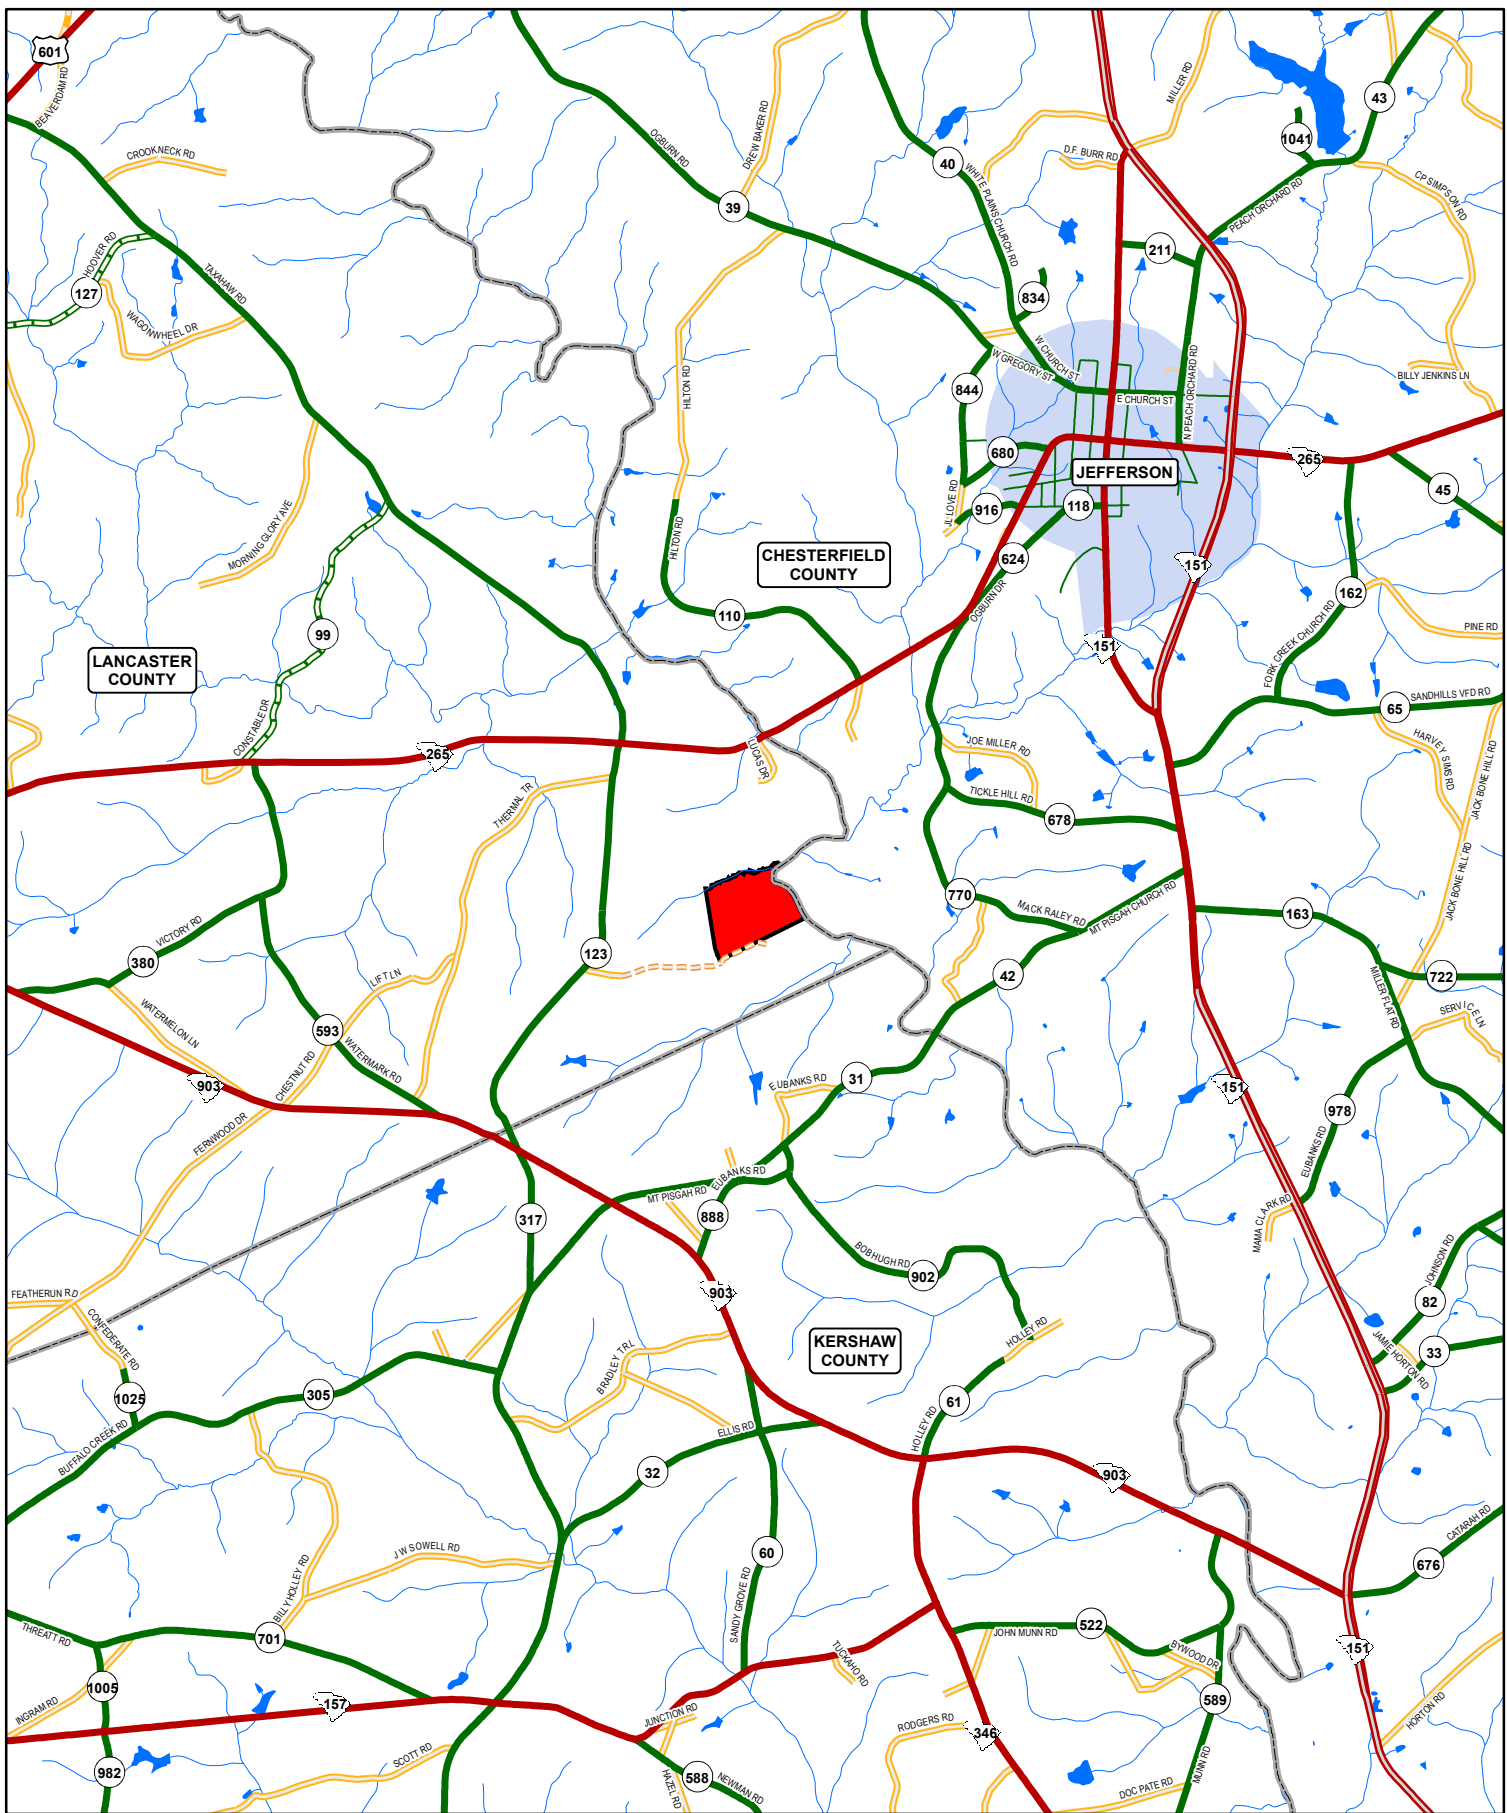 601
BEAVERDAM RD
CROOKNECK RD
OGBURN RD
DREW BAKER RD
39
40
WHITE PLAINS CHURCH RD
D.F. BURR RD
MILLER RD
1041
43
PEACH ORCHARD RD
CP SIMPSON RD
211
834
HOOVER RD
127
WAGONWHEEL DR
TAXAHAW RD
W CHURCH ST
W GREGORY ST
844
E CHURCH ST
N PEACH ORCHARD RD
BILLY JENKINS LN
HILTON RD
680
JEFFERSON
265
45
JL LOVE RD
916
118
HILTON RD
MORNING GLORY AVE
CHESTERFIELD
COUNTY
624
151
162
OGBURN DR
110
99
FORK CREEK CHURCH RD
PINE RD
LANCASTER
COUNTY
151
CONSTABLE DR
265
LUCAS DR
65
SANDHILLS VFD RD
JOE MILLER RD
HARVEY SIMS RD
JACK BONE HILL RD
TICKLE HILL RD
678
THERMAL TR
JACK BONE HILL RD
770
MACK RALEY RD
MT PISGAH CHURCH RD
163
VICTORY RD
380
123
42
722
MILLER FLAT RD
SERVICE LN
LIFT LN
WATERMELON LN
593
WATERMARK RD
CHESTNUT RD
903
31
EUBANKS RD
151
978
FERNWOOD DR
EUBANKS RD
317
MT PISGAH RD
EUBANKS RD
888
MAMA CLARK RD
BOB HUGH RD
902
JOHNSON RD
FEATHERUN RD
CONFEDERATE RD
903
82
HOLLEY RD
KERSHAW
COUNTY
JAMIE HORTON RD
33
BRADLEY TRL
1025
305
61
BUFFALO CREEK RD
HOLLEY RD
ELLIS RD
32
903
60
CATARAH RD
676
J W SOWELL RD
BILLY HOLLEY RD
SANDY GROVE RD
THREATT RD
701
522
JOHN MUNN RD
BYWOOD DR
151
TUCKAHO RD
1005
INGRAM RD
157
589
JUNCTION RD
RODGERS RD
346
HORTON RD
SCOTT RD
982
588
HAZEL RD
NEWMAN RD
MUNN RD
DOC PATE RD